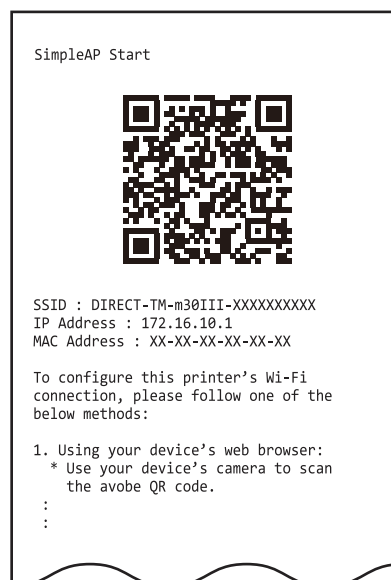 SimpleAP Start
SSID : DIRECT-TM-m30III-XXXXXXXXXX
IP Address : 172.16.10.1
MAC Address : XX-XX-XX-XX-XX-XX
To configure this printer's Wi-Fi
connection, please follow one of the
below methods:
1. Using your device's web browser:
* Use your device's camera to scan
the avobe QR code.
:
: